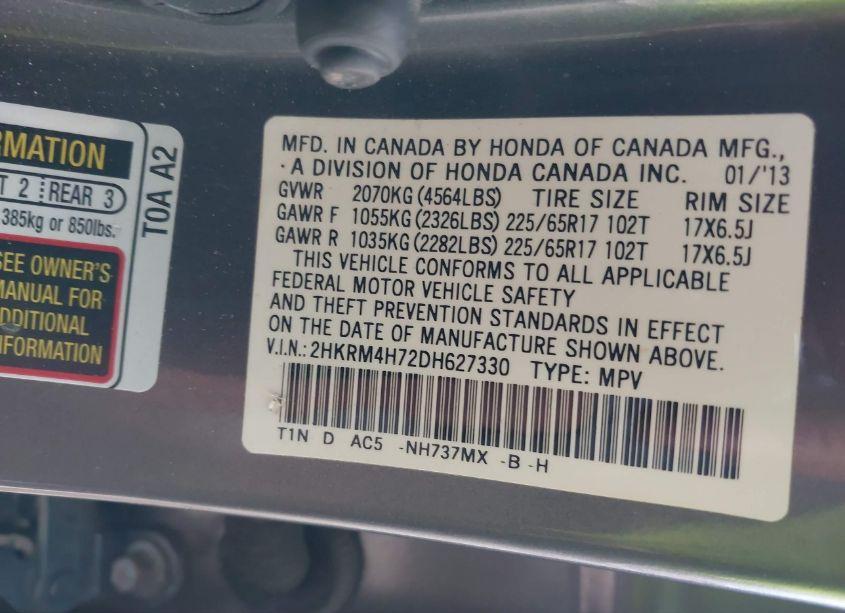 RMATION
T 2 REAR 3
385kg or 850lbs.
SEE OWNER'S
MANUAL FOR
DDITIONAL
INFORMATION
T0A A2
MFD. IN CANADA BY HONDA OF CANADA MFG.,
·A DIVISION OF HONDA CANADA INC. 01/'13
GVWR 2070KG (4564LBS) TIRE SIZE RIM SIZE
GAWR F 1055KG (2326LBS) 225/65R17 102T 17X6.5J
GAWR R 1035KG (2282LBS) 225/65R17 102T 17X6.5J
THIS VEHICLE CONFORMS TO ALL APPLICABLE
FEDERAL MOTOR VEHICLE SAFETY
AND THEFT PREVENTION STANDARDS IN EFFECT
ON THE DATE OF MANUFACTURE SHOWN ABOVE.
V.I.N.: 2HKRM4H72DH627330 TYPE: MPV
T1N D AC5 -NH737MX -B -H